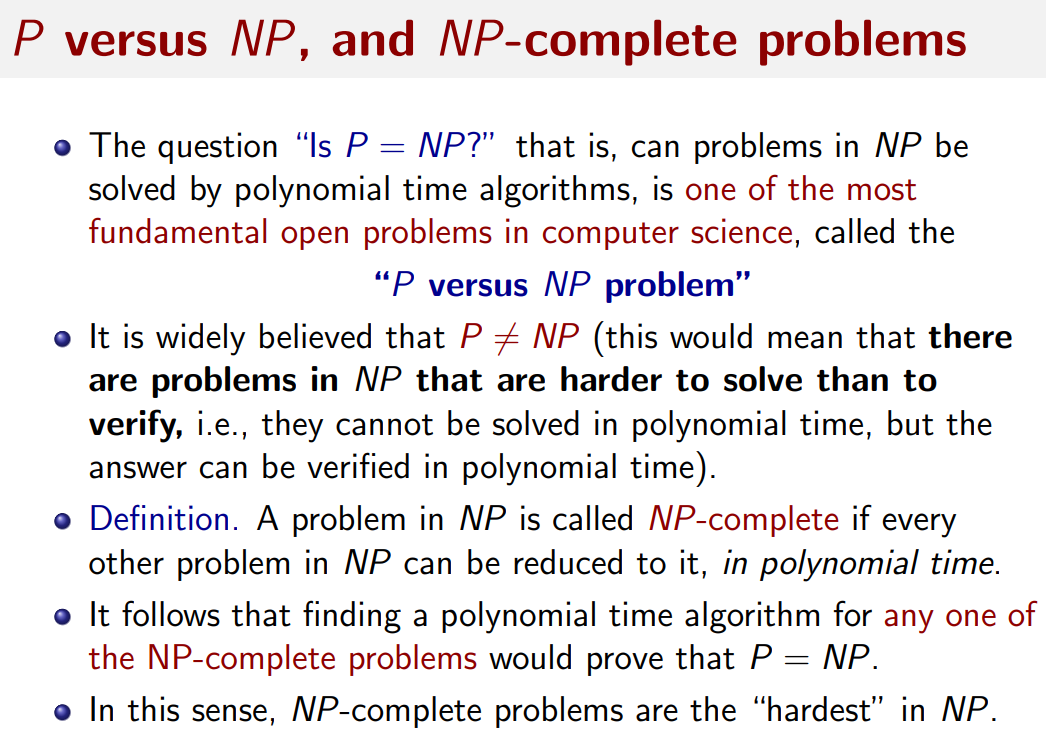 P versus NP, and NP-complete problems
The question “Is P = NP?” that is, can problems in NP be
solved by polynomial time algorithms, is one of the most
fundamental open problems in computer science, called the
“P versus NP problem”
It is widely believed that P ≠ NP (this would mean that there
are problems in NP that are harder to solve than to
verify, i.e., they cannot be solved in polynomial time, but the
answer can be verified in polynomial time).
Definition. A problem in NP is called NP-complete if every
other problem in NP can be reduced to it, in polynomial time.
It follows that finding a polynomial time algorithm for any one of
the NP-complete problems would prove that P = NP.
In this sense, NP-complete problems are the “hardest” in NP.